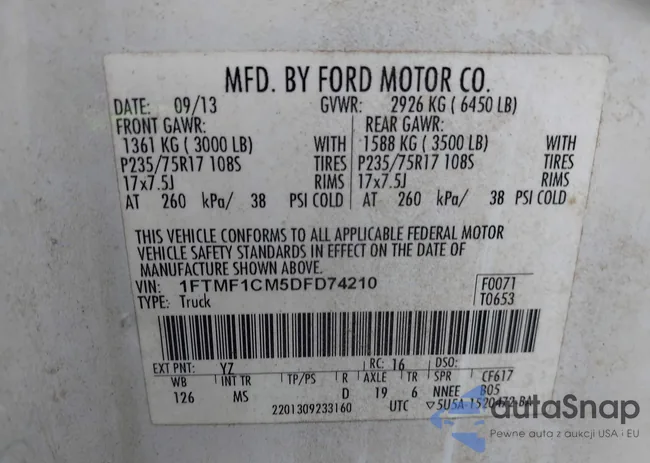 MFD. BY FORD MOTOR CO.
DATE: 09/13 GVWR: 2926 KG ( 6450 LB)
FRONT GAWR: REAR GAWR:
1361 KG ( 3000 LB) WITH 1588 KG ( 3500 LB) WITH
P235/75R17 108S TIRES P235/75R17 108S TIRES
17x7.5J RIMS 17x7.5J RIMS
AT 260 kPa/ 38 PSI COLD AT 260 kPa/ 38 PSI COLD
THIS VEHICLE CONFORMS TO ALL APPLICABLE FEDERAL MOTOR
VEHICLE SAFETY STANDARDS IN EFFECT ON THE DATE OF
MANUFACTURE SHOWN ABOVE.
VIN: 1FTMF1CM5DFD74210 F0071
TYPE: Truck T0653
EXT PNT: YZ RC: 16 DSO:
WB INT TR TP/PS R AXLE TR SPR CF617
126 MS D 19 6 NNEE B05
2201309233160 UTC ▽5U5A-1520472-BA
autoSnap
Pewne auta z aukcji USA i EU